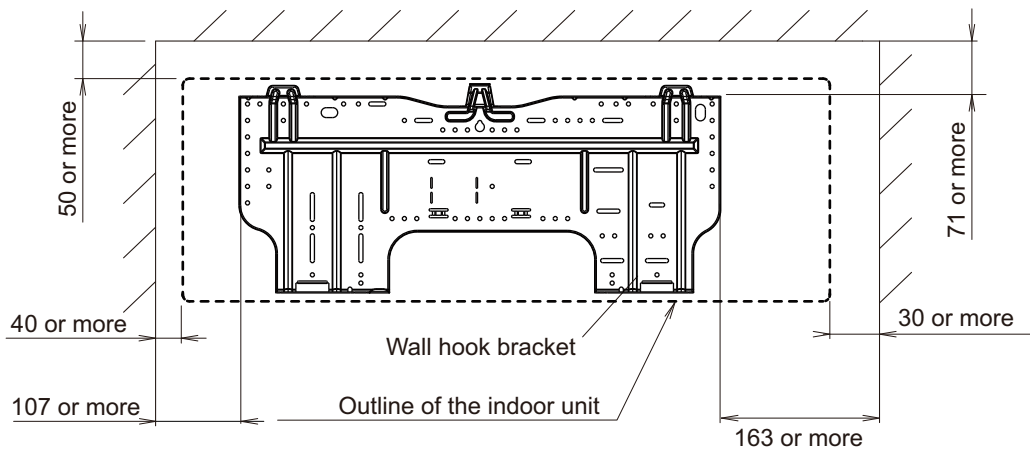 50 or more
71 or more
40 or more
30 or more
Wall hook bracket
107 or more
Outline of the indoor unit
163 or more